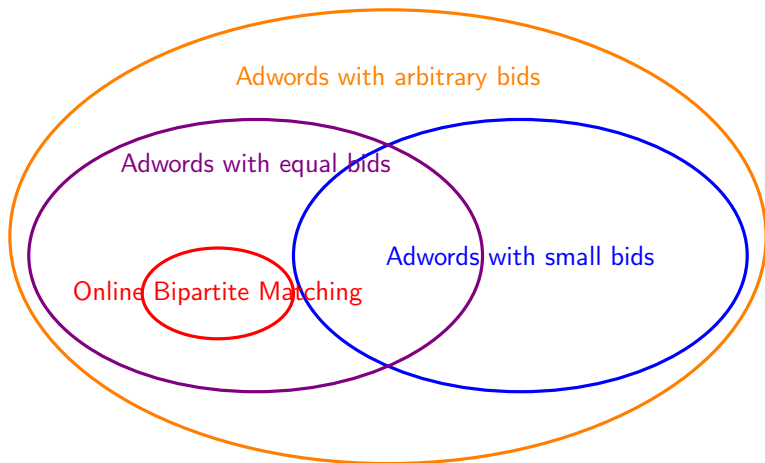 Adwords with arbitrary bids
Adwords with equal bids
Adwords with small bids
Online Bipartite Matching